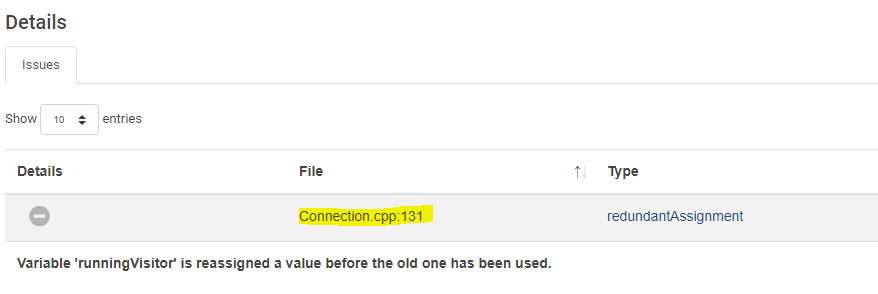 Details
Issues
Show 10 entries
Details File Type
Connection.cpp:131 redundantAssignment
Variable 'runningVisitor' is reassigned a value before the old one has been used.